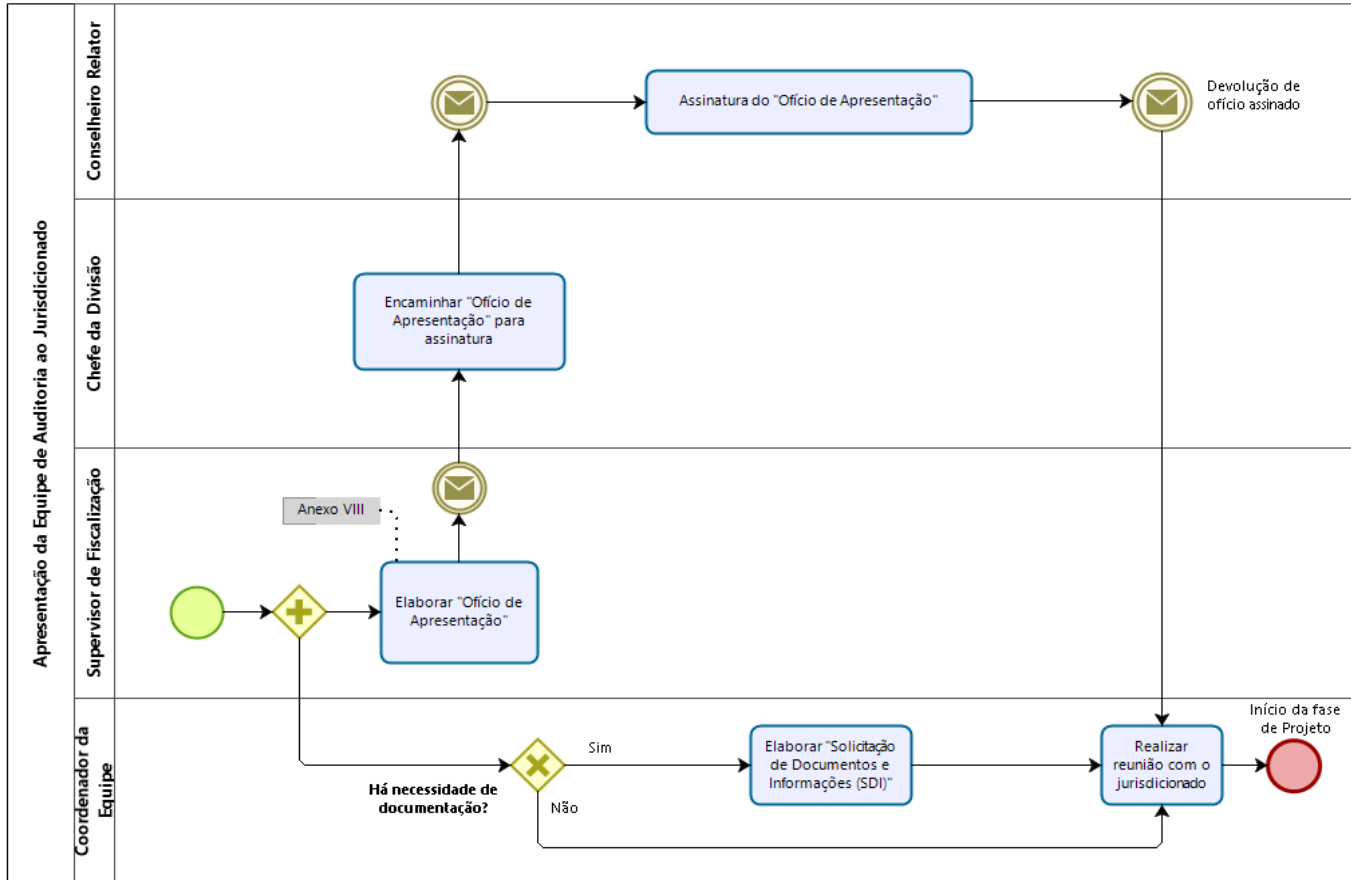 Apresentação da Equipe de Auditoria ao Jurisdicionado
Conselheiro Relator
Assinatura do "Ofício de Apresentação"
Devolução de
ofício assinado
Chefe da Divisão
Encaminhar "Ofício de
Apresentação" para
assinatura
Supervisor de Fiscalização
Anexo VIII
Elaborar "Ofício de
Apresentação"
Coordenador da
Equipe
Há necessidade de
documentação?
Sim
Não
Elaborar "Solicitação
de Documentos e
Informações (SDI)"
Realizar
reunião com o
jurisdicionado
Início da fase
de Projeto